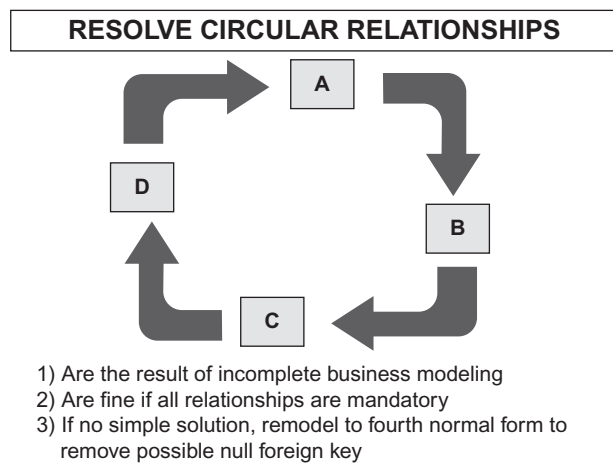 RESOLVE CIRCULAR RELATIONSHIPS
A
B
C
D
1) Are the result of incomplete business modeling
2) Are fine if all relationships are mandatory
3) If no simple solution, remodel to fourth normal form to
remove possible null foreign key